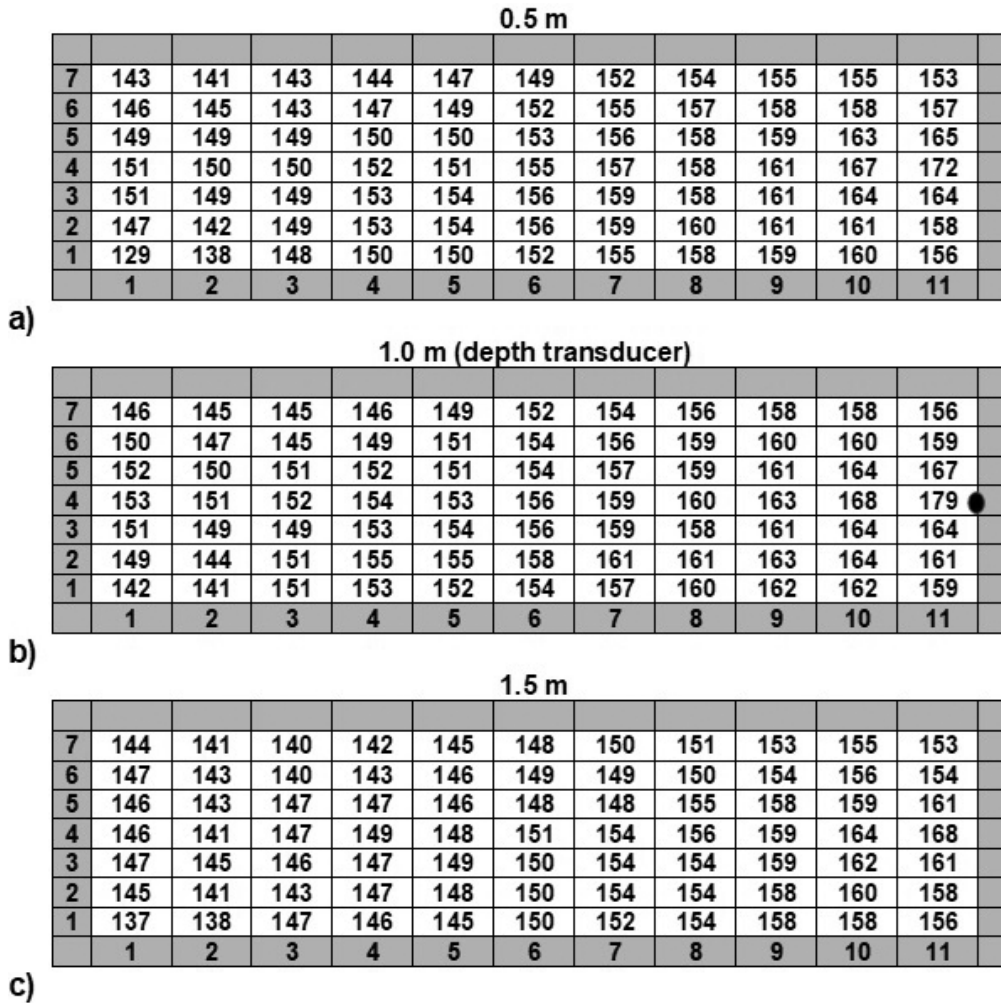 0.5 m
7 143 141 143 144 147 149 152 154 155 155 153
6 146 145 143 147 149 152 155 157 158 158 157
5 149 149 149 150 150 153 156 158 159 163 165
4 151 150 150 152 151 155 157 158 161 167 172
3 151 149 149 153 154 156 159 158 161 164 164
2 147 142 149 153 154 156 159 160 161 161 158
1 129 138 148 150 150 152 155 158 159 160 156
1 2 3 4 5 6 7 8 9 10 11
a)
1.0 m (depth transducer)
7 146 145 145 146 149 152 154 156 158 158 156
6 150 147 145 149 151 154 156 159 160 160 159
5 152 150 151 152 151 154 157 159 161 164 167
4 153 151 152 154 153 156 159 160 163 168 179
3 151 149 149 153 154 156 159 158 161 164 164
2 149 144 151 155 155 158 161 161 163 164 161
1 142 141 151 153 152 154 157 160 162 162 159
1 2 3 4 5 6 7 8 9 10 11
b)
1.5 m
7 144 141 140 142 145 148 150 151 153 155 153
6 147 143 140 143 146 149 149 150 154 156 154
5 146 143 147 147 146 148 148 155 158 159 161
4 146 141 147 149 148 151 154 156 159 164 168
3 147 145 146 147 149 150 154 154 159 162 161
2 145 141 143 147 148 150 154 154 158 160 158
1 137 138 147 146 145 150 152 154 158 158 156
1 2 3 4 5 6 7 8 9 10 11
c)